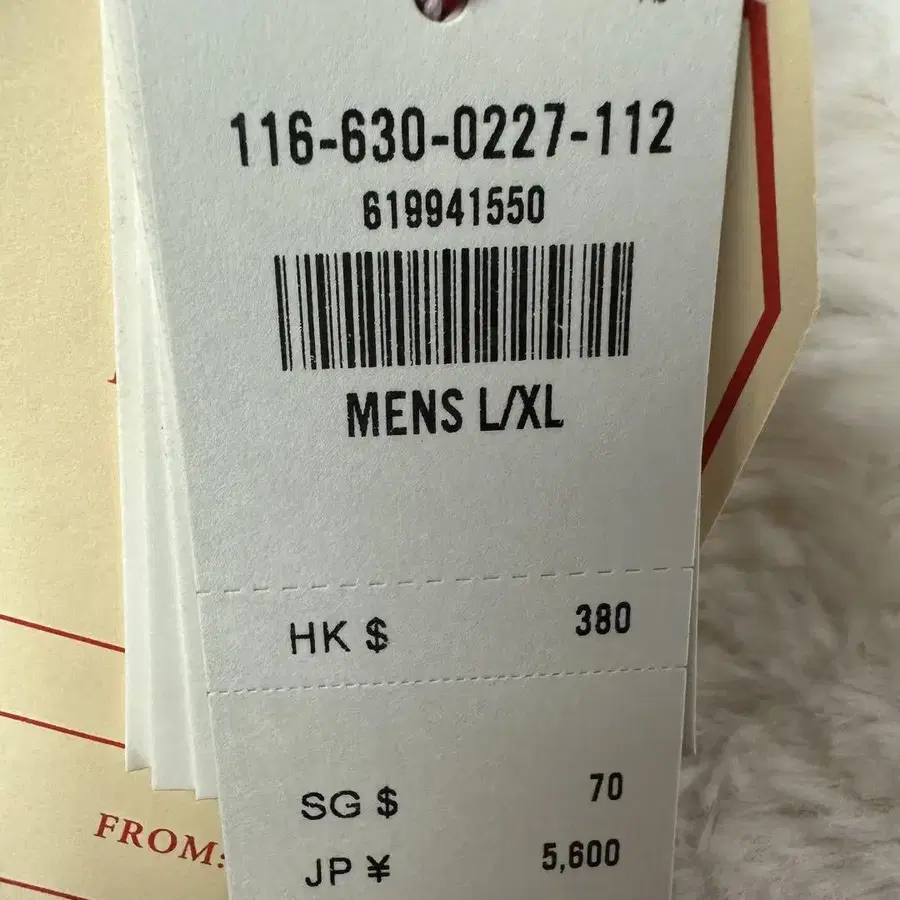 116-630-0227-112
619941550
MENS L/XL
HK $ 380
SG $ 70
JP ¥ 5,600
FROM: